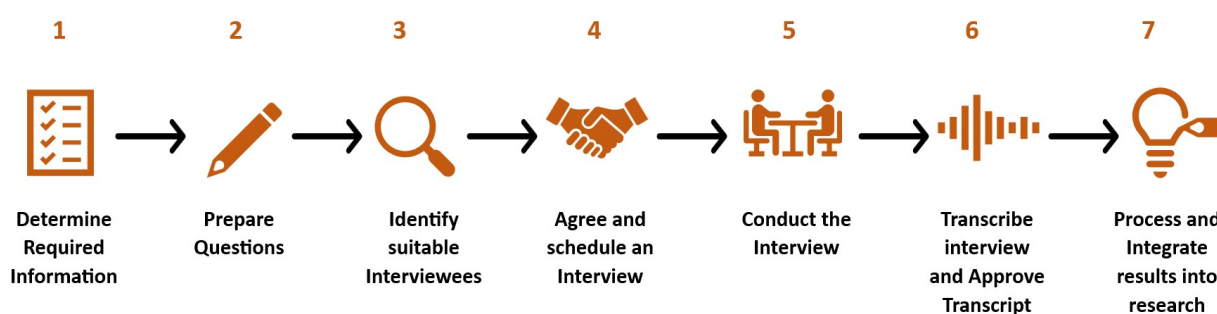 1
2
3
4
5
6
7
Determine
Required
Information
Prepare
Questions
Identify
suitable
Interviewees
Agree and
schedule an
Interview
Conduct the
Interview
Transcribe
interview
and Approve
Transcript
Process and
Integrate
results into
research